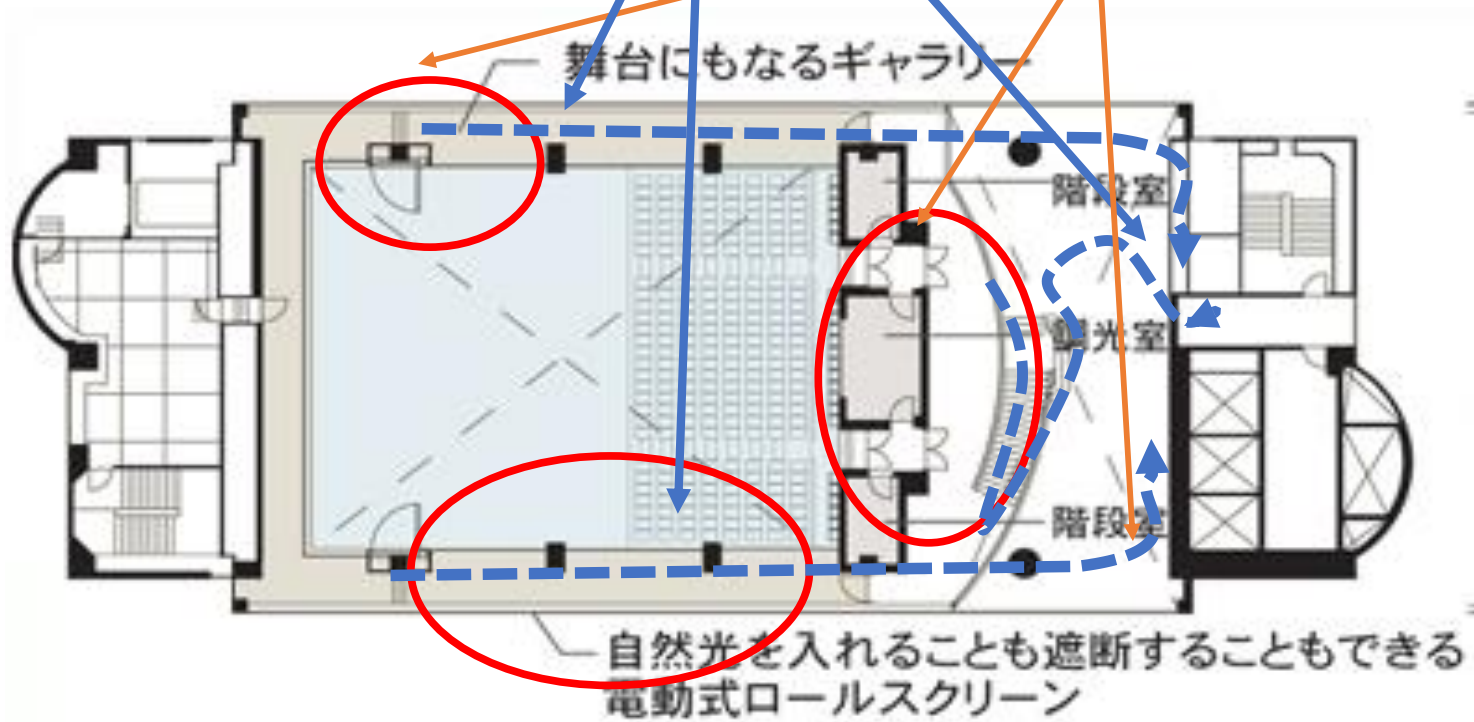 舞台にもなるギャラリー
階段室
調光室
階段室
自然光を入れることも遮断することもできる
電動式ロールスクリーン